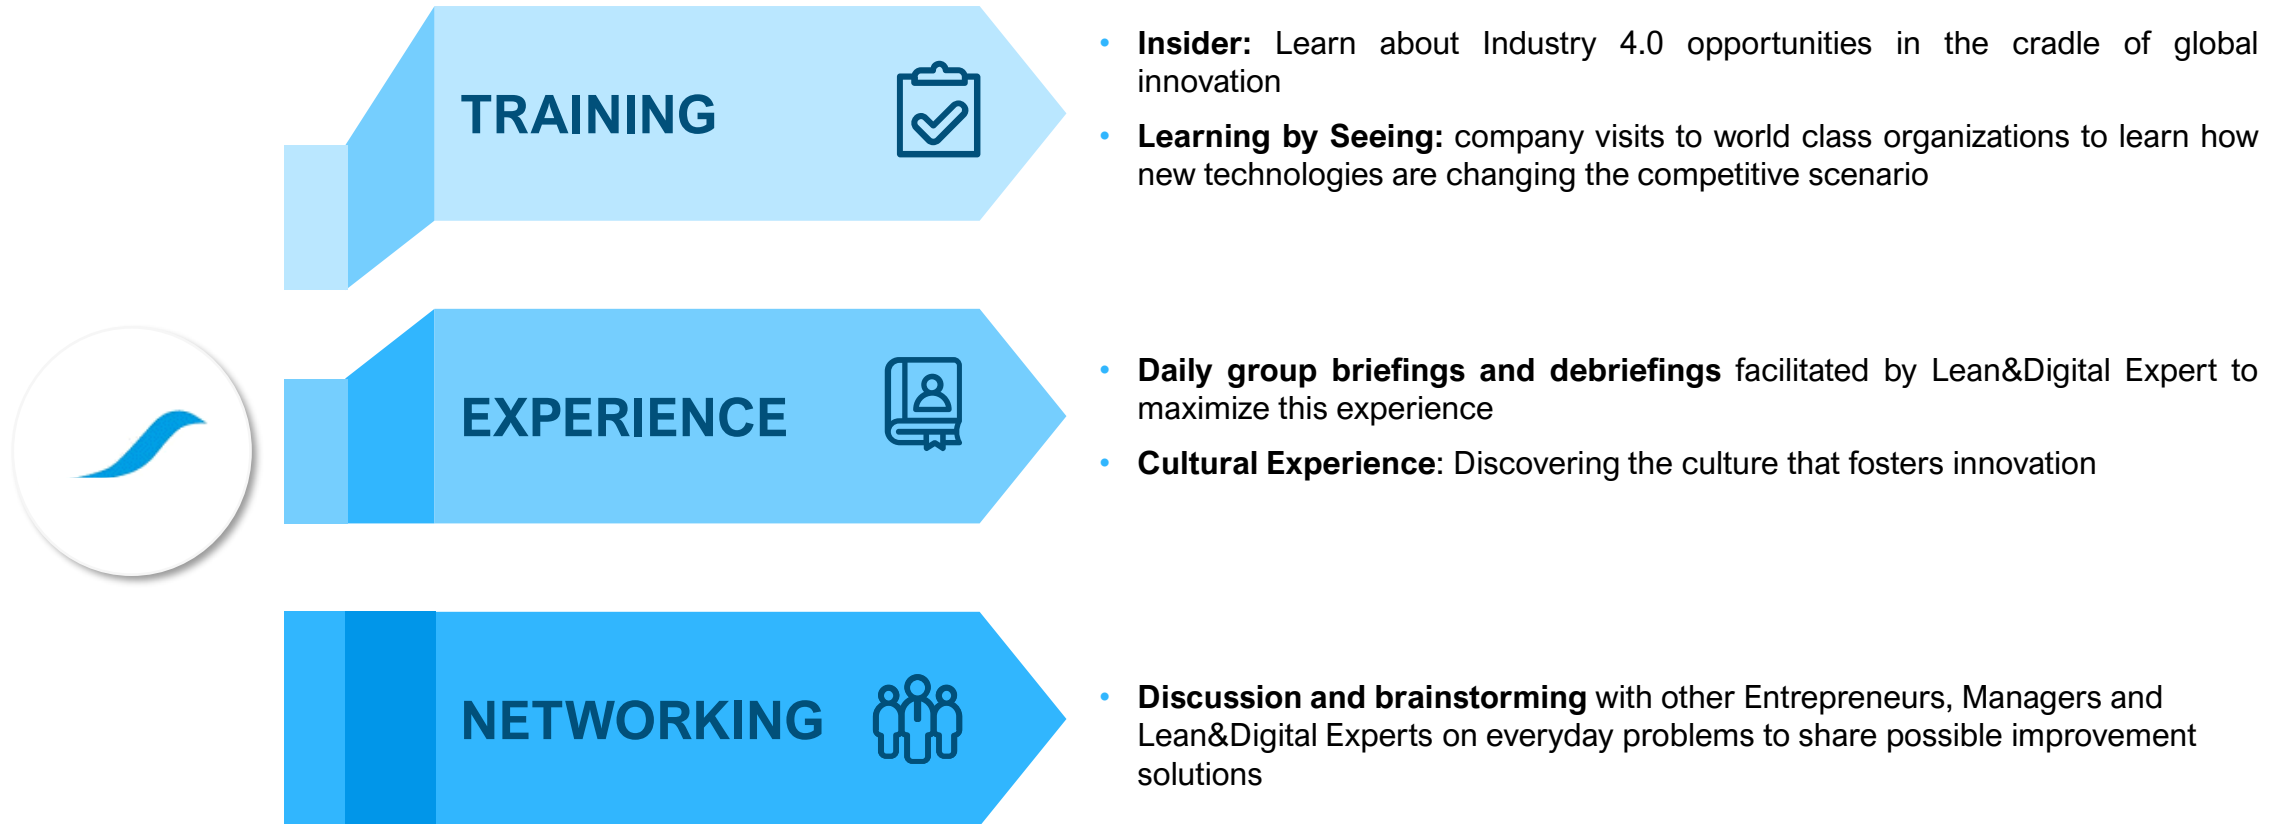 TRAINING
• Insider: Learn about Industry 4.0 opportunities in the cradle of global
innovation
• Learning by Seeing: company visits to world class organizations to learn how
new technologies are changing the competitive scenario
EXPERIENCE
• Daily group briefings and debriefings facilitated by Lean&Digital Expert to
maximize this experience
• Cultural Experience: Discovering the culture that fosters innovation
NETWORKING
• Discussion and brainstorming with other Entrepreneurs, Managers and
Lean&Digital Experts on everyday problems to share possible improvement
solutions